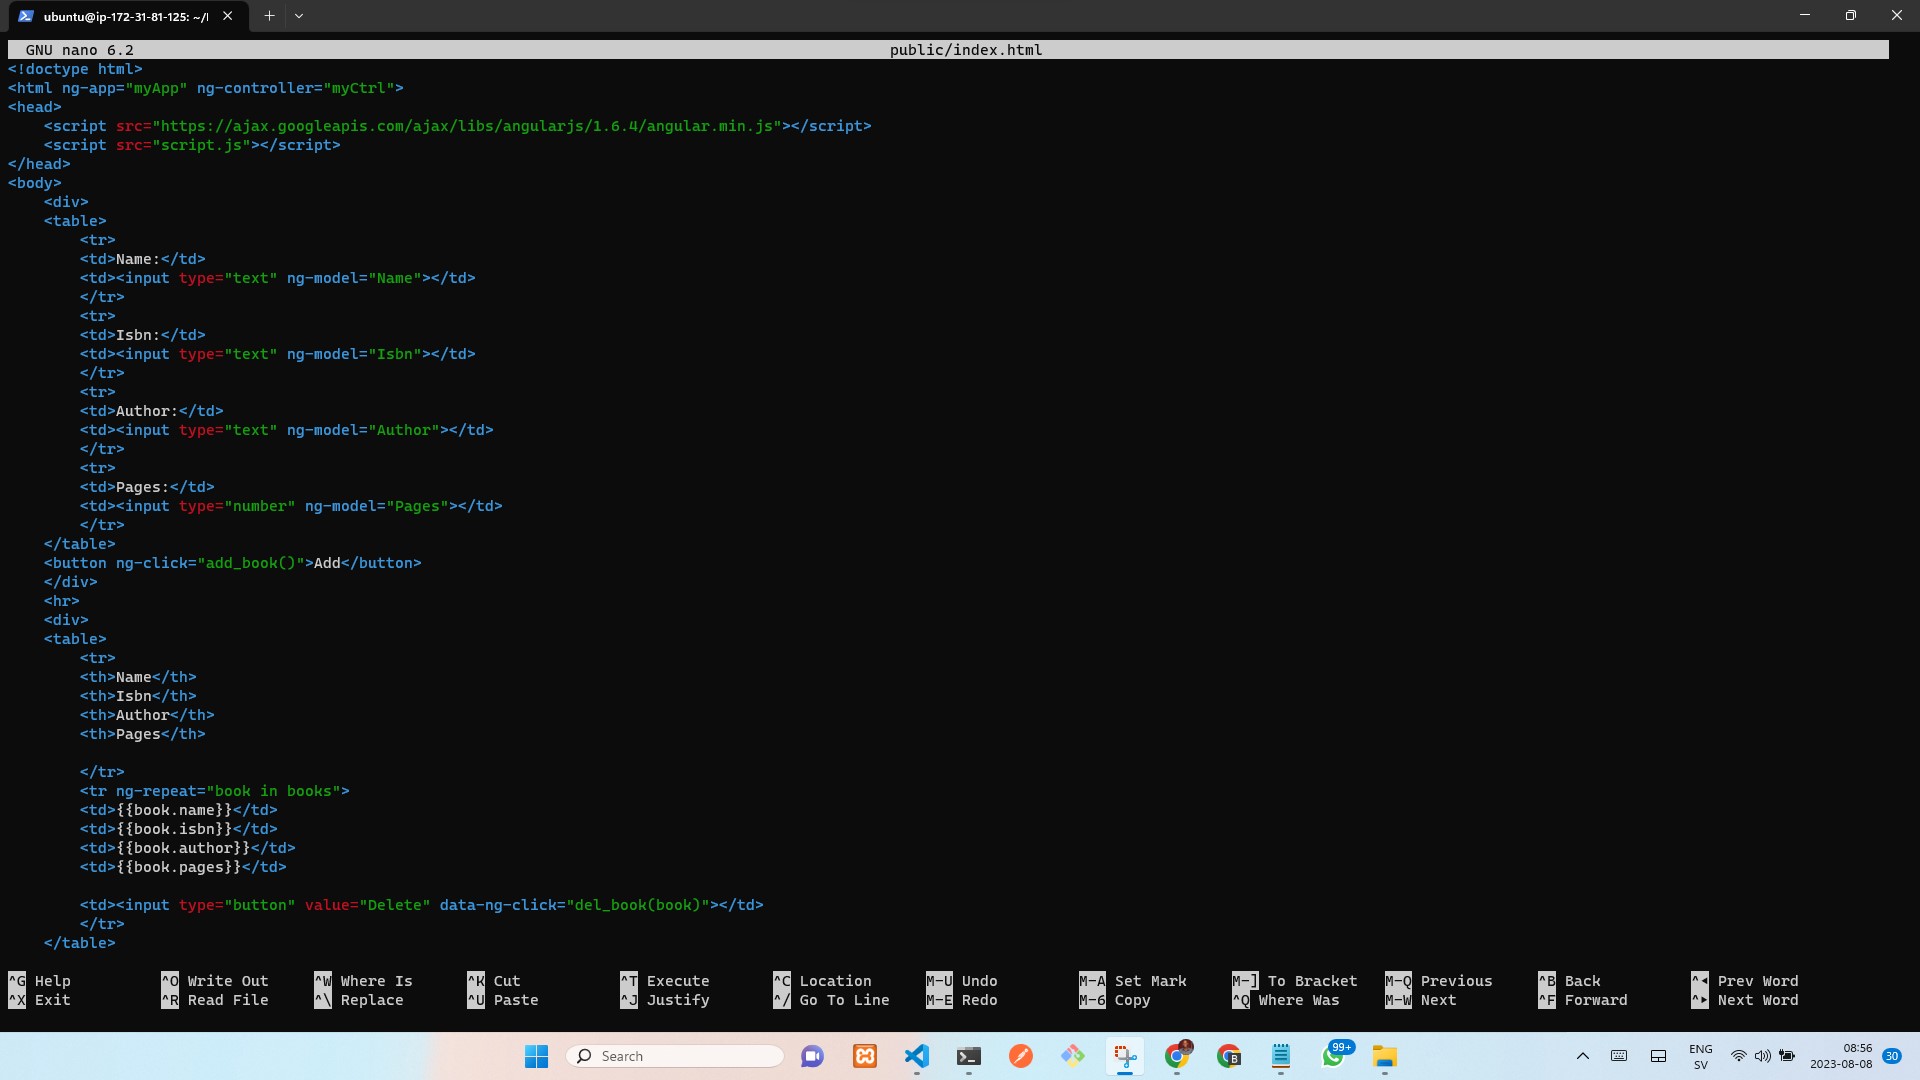 ubuntu@ip-172-31-81-125: ~/
GNU nano 6.2 public/index.html
<!doctype html>
<html ng-app="myApp" ng-controller="myCtrl">
<head>
    <script src="https://ajax.googleapis.com/ajax/libs/angularjs/1.6.4/angular.min.js"></script>
    <script src="script.js"></script>
</head>
<body>
    <div>
    <table>
        <tr>
        <td>Name:</td>
        <td><input type="text" ng-model="Name"></td>
        </tr>
        <tr>
        <td>Isbn:</td>
        <td><input type="text" ng-model="Isbn"></td>
        </tr>
        <tr>
        <td>Author:</td>
        <td><input type="text" ng-model="Author"></td>
        </tr>
        <tr>
        <td>Pages:</td>
        <td><input type="number" ng-model="Pages"></td>
        </tr>
    </table>
    <button ng-click="add_book()">Add</button>
    </div>
    <hr>
    <div>
    <table>
        <tr>
        <th>Name</th>
        <th>Isbn</th>
        <th>Author</th>
        <th>Pages</th>
        </tr>
        <tr ng-repeat="book in books">
        <td>{{book.name}}</td>
        <td>{{book.isbn}}</td>
        <td>{{book.author}}</td>
        <td>{{book.pages}}</td>
        <td><input type="button" value="Delete" data-ng-click="del_book(book)"></td>
        </tr>
    </table>
^G Help ^O Write Out ^W Where Is ^K Cut ^T Execute ^C Location M-U Undo M-A Set Mark M-] To Bracket M-Q Previous ^B Back ^◂ Prev Word
^X Exit ^R Read File ^\ Replace ^U Paste ^J Justify ^/ Go To Line M-E Redo M-6 Copy ^Q Where Was M-W Next ^F Forward ^▸ Next Word
Search 99+ ENG 08:56
SV 2023-08-08 30